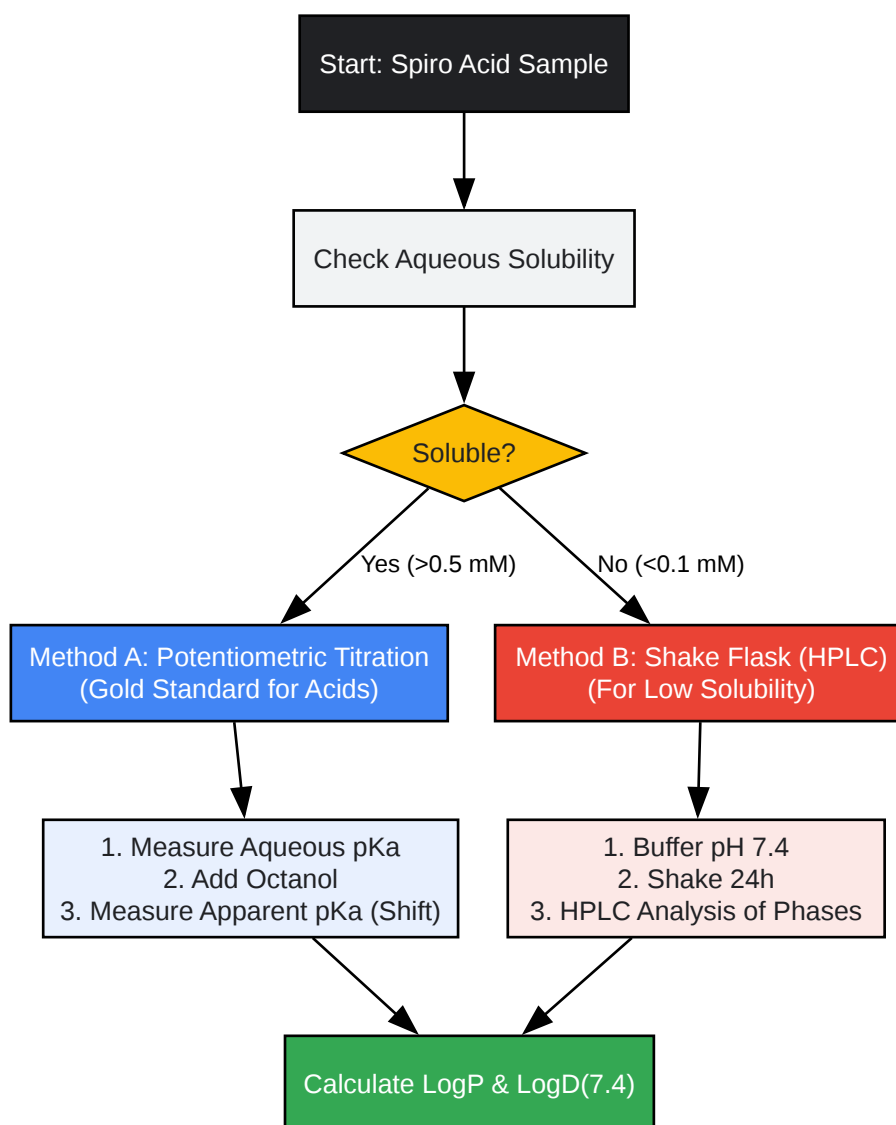 Start: Spiro Acid Sample
Check Aqueous Solubility
Soluble?
Yes (>0.5 mM)
No (<0.1 mM)
Method A: Potentiometric Titration
(Gold Standard for Acids)
Method B: Shake Flask (HPLC)
(For Low Solubility)
1. Measure Aqueous pKa
2. Add Octanol
3. Measure Apparent pKa (Shift)
1. Buffer pH 7.4
2. Shake 24h
3. HPLC Analysis of Phases
Calculate LogP & LogD(7.4)